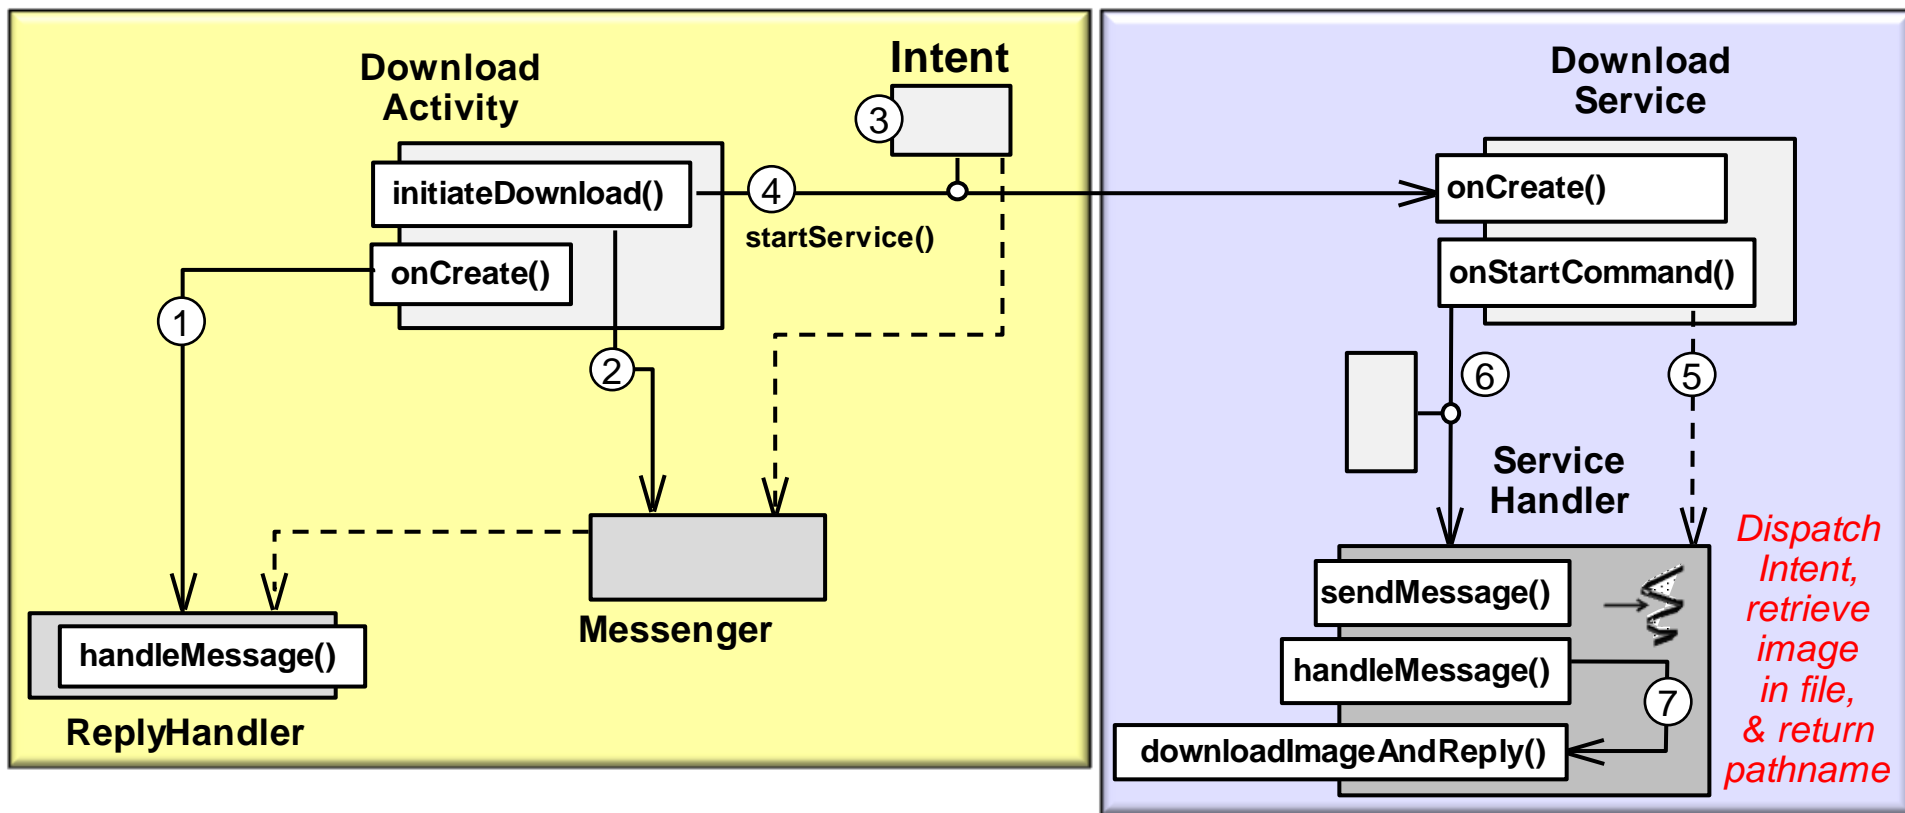 Download
Activity
Intent
3
initiateDownload()
4
startService()
onCreate()
1
2
Messenger
handleMessage()
ReplyHandler
Download
Service
onCreate()
onStartCommand()
6
5
Service
Handler
sendMessage()
handleMessage()
7
downloadImageAndReply()
Dispatch
Intent,
retrieve
image
in file,
& return
pathname